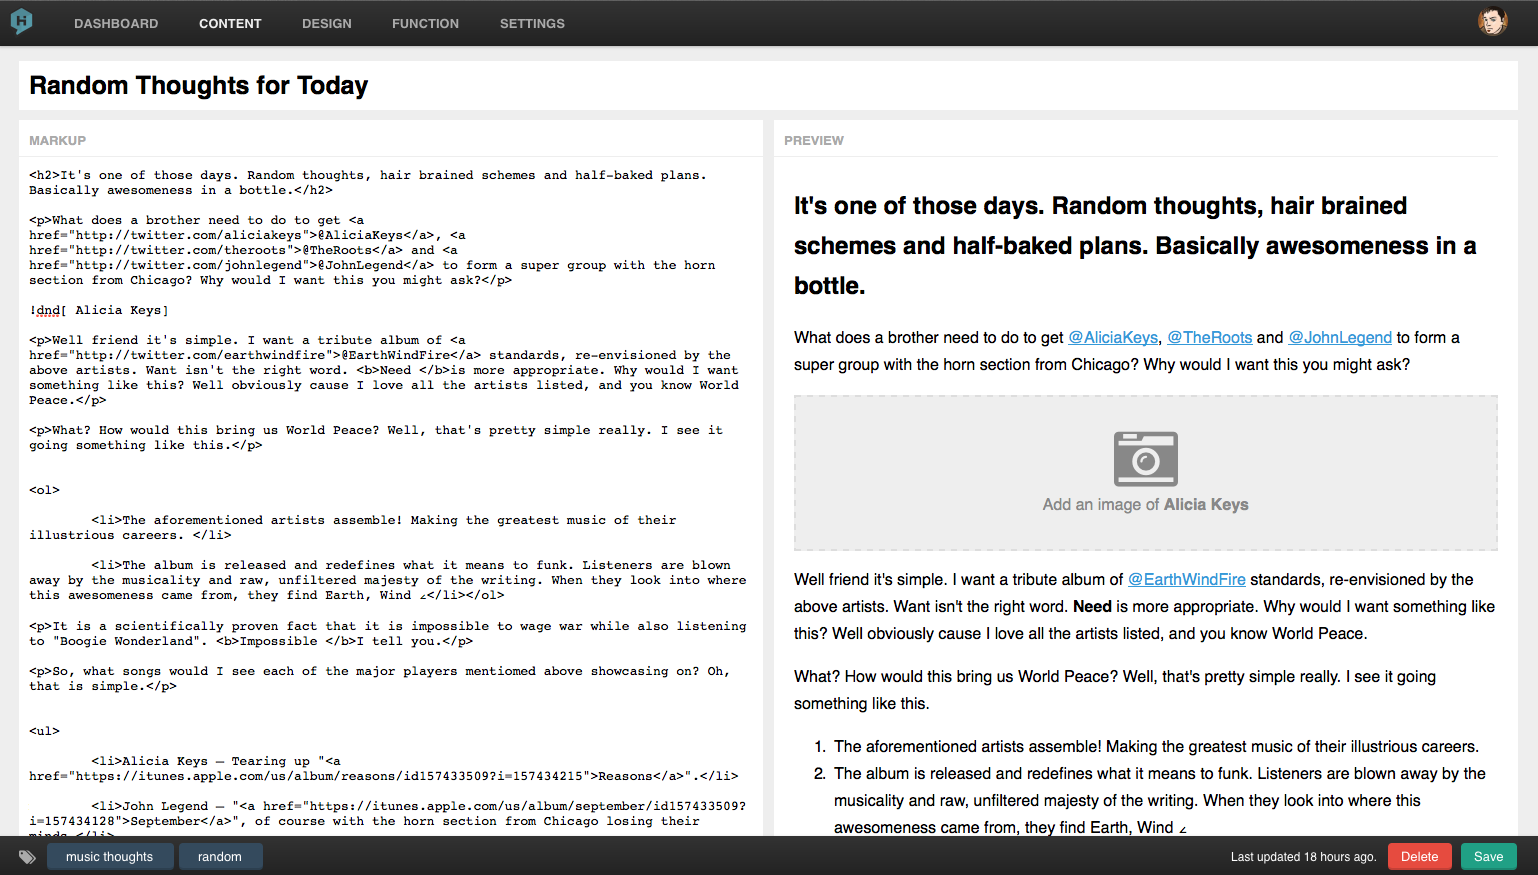 DASHBOARD CONTENT DESIGN FUNCTION SETTINGS
Random Thoughts for Today
MARKUP
<h2>It's one of those days. Random thoughts, hair brained schemes and half-baked plans.
Basically awesomeness in a bottle.</h2>
<p>What does a brother need to do to get <a
href="http://twitter.com/aliciakeys">@AliciaKeys</a>, <a
href="http://twitter.com/theroots">@TheRoots</a> and <a
href="http://twitter.com/johnlegend">@JohnLegend</a> to form a super group with the horn
section from Chicago? Why would I want this you might ask?</p>
!dnd[ Alicia Keys]
<p>Well friend it's simple. I want a tribute album of <a
href="http://twitter.com/earthwindfire">@EarthWindFire</a> standards, re-envisioned by the
above artists. Want isn't the right word. <b>Need </b>is more appropriate. Why would I want
something like this? Well obviously cause I love all the artists listed, and you know World
Peace.</p>
<p>What? How would this bring us World Peace? Well, that's pretty simple really. I see it
going something like this.</p>
<ol>
<li>The aforementioned artists assemble! Making the greatest music of their
illustrious careers. </li>
<li>The album is released and redefines what it means to funk. Listeners are blown
away by the musicality and raw, unfiltered majesty of the writing. When they look into where
this awesomeness came from, they find Earth, Wind ⦟</li></ol>
<p>It is a scientifically proven fact that it is impossible to wage war while also listening
to "Boogie Wonderland". <b>Impossible </b>I tell you.</p>
<p>So, what songs would I see each of the major players mentiomed above showcasing on? Oh,
that is simple.</p>
<ul>
<li>Alicia Keys – Tearing up "<a
href="https://itunes.apple.com/us/album/reasons/id157433509?i=157434215">Reasons</a>".</li>
<li>John Legend – "<a href="https://itunes.apple.com/us/album/september/id157433509?
i=157434128">September</a>", of course with the horn section from Chicago losing their
minds.</li>
PREVIEW
It's one of those days. Random thoughts, hair brained
schemes and half-baked plans. Basically awesomeness in a
bottle.
What does a brother need to do to get @AliciaKeys, @TheRoots and @JohnLegend to form a
super group with the horn section from Chicago? Why would I want this you might ask?
Add an image of Alicia Keys
Well friend it's simple. I want a tribute album of @EarthWindFire standards, re-envisioned by the
above artists. Want isn't the right word. Need is more appropriate. Why would I want something like
this? Well obviously cause I love all the artists listed, and you know World Peace.
What? How would this bring us World Peace? Well, that's pretty simple really. I see it going
something like this.
1. The aforementioned artists assemble! Making the greatest music of their illustrious careers.
2. The album is released and redefines what it means to funk. Listeners are blown away by the
musicality and raw, unfiltered majesty of the writing. When they look into where this
awesomeness came from, they find Earth, Wind ⦟
music thoughts random Last updated 18 hours ago. Delete Save